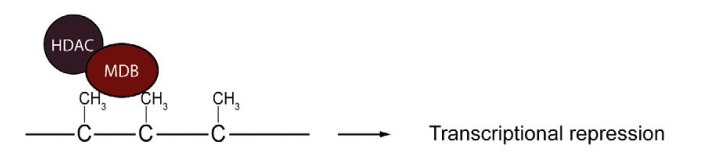 HDAC
MDB
CH3 CH3 CH3
C C C
Transcriptional repression